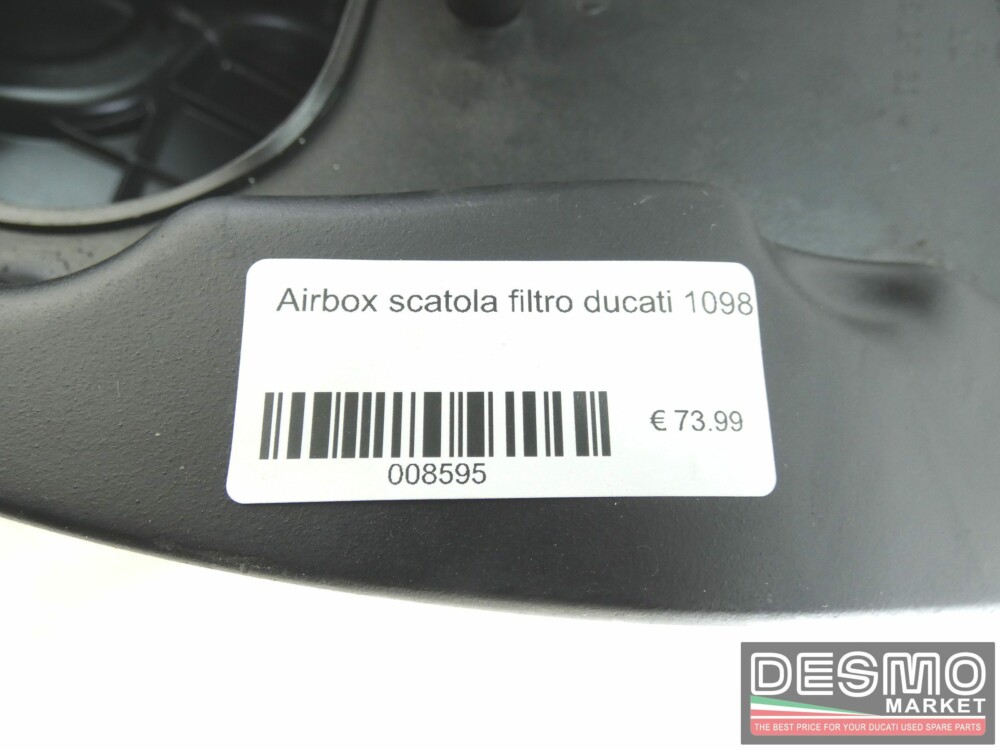 Airbox scatola filtro ducati 1098
€ 73.99
008595
DESMO
MARKET
THE BEST PRICE FOR YOUR DUCATI USED SPARE PARTS